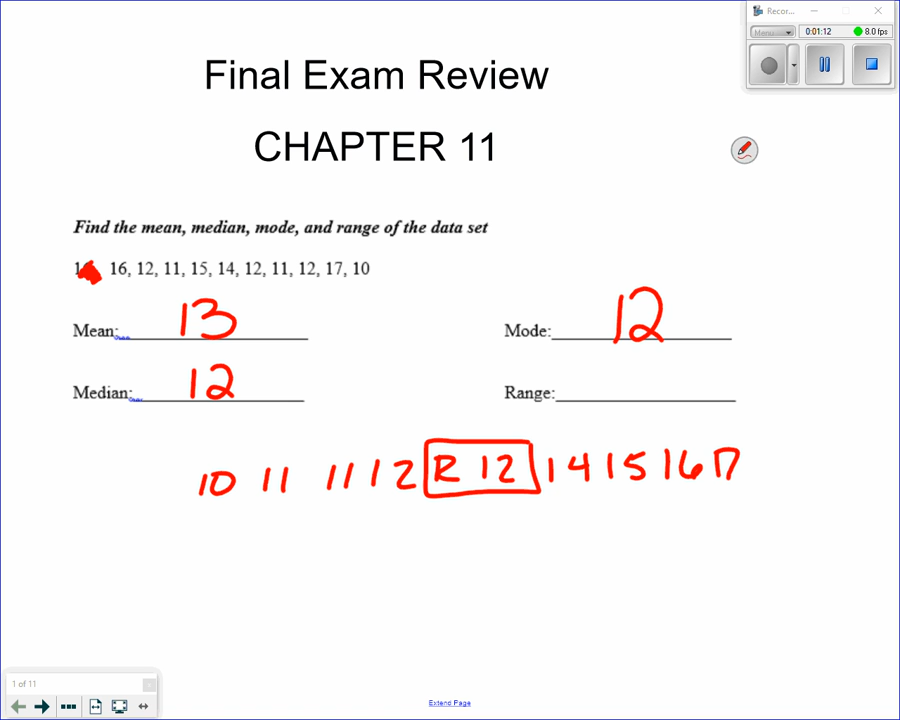 Recor...
Menu
0:01:12
8.0 fps
Final Exam Review
CHAPTER 11
Find the mean, median, mode, and range of the data set
16, 12, 11, 15, 14, 12, 11, 12, 17, 10
Mean: 13
Mode: 12
Median: 12
Range:
10 11 11 12 12 12 14 15 16 17
1 of 11
Extend Page